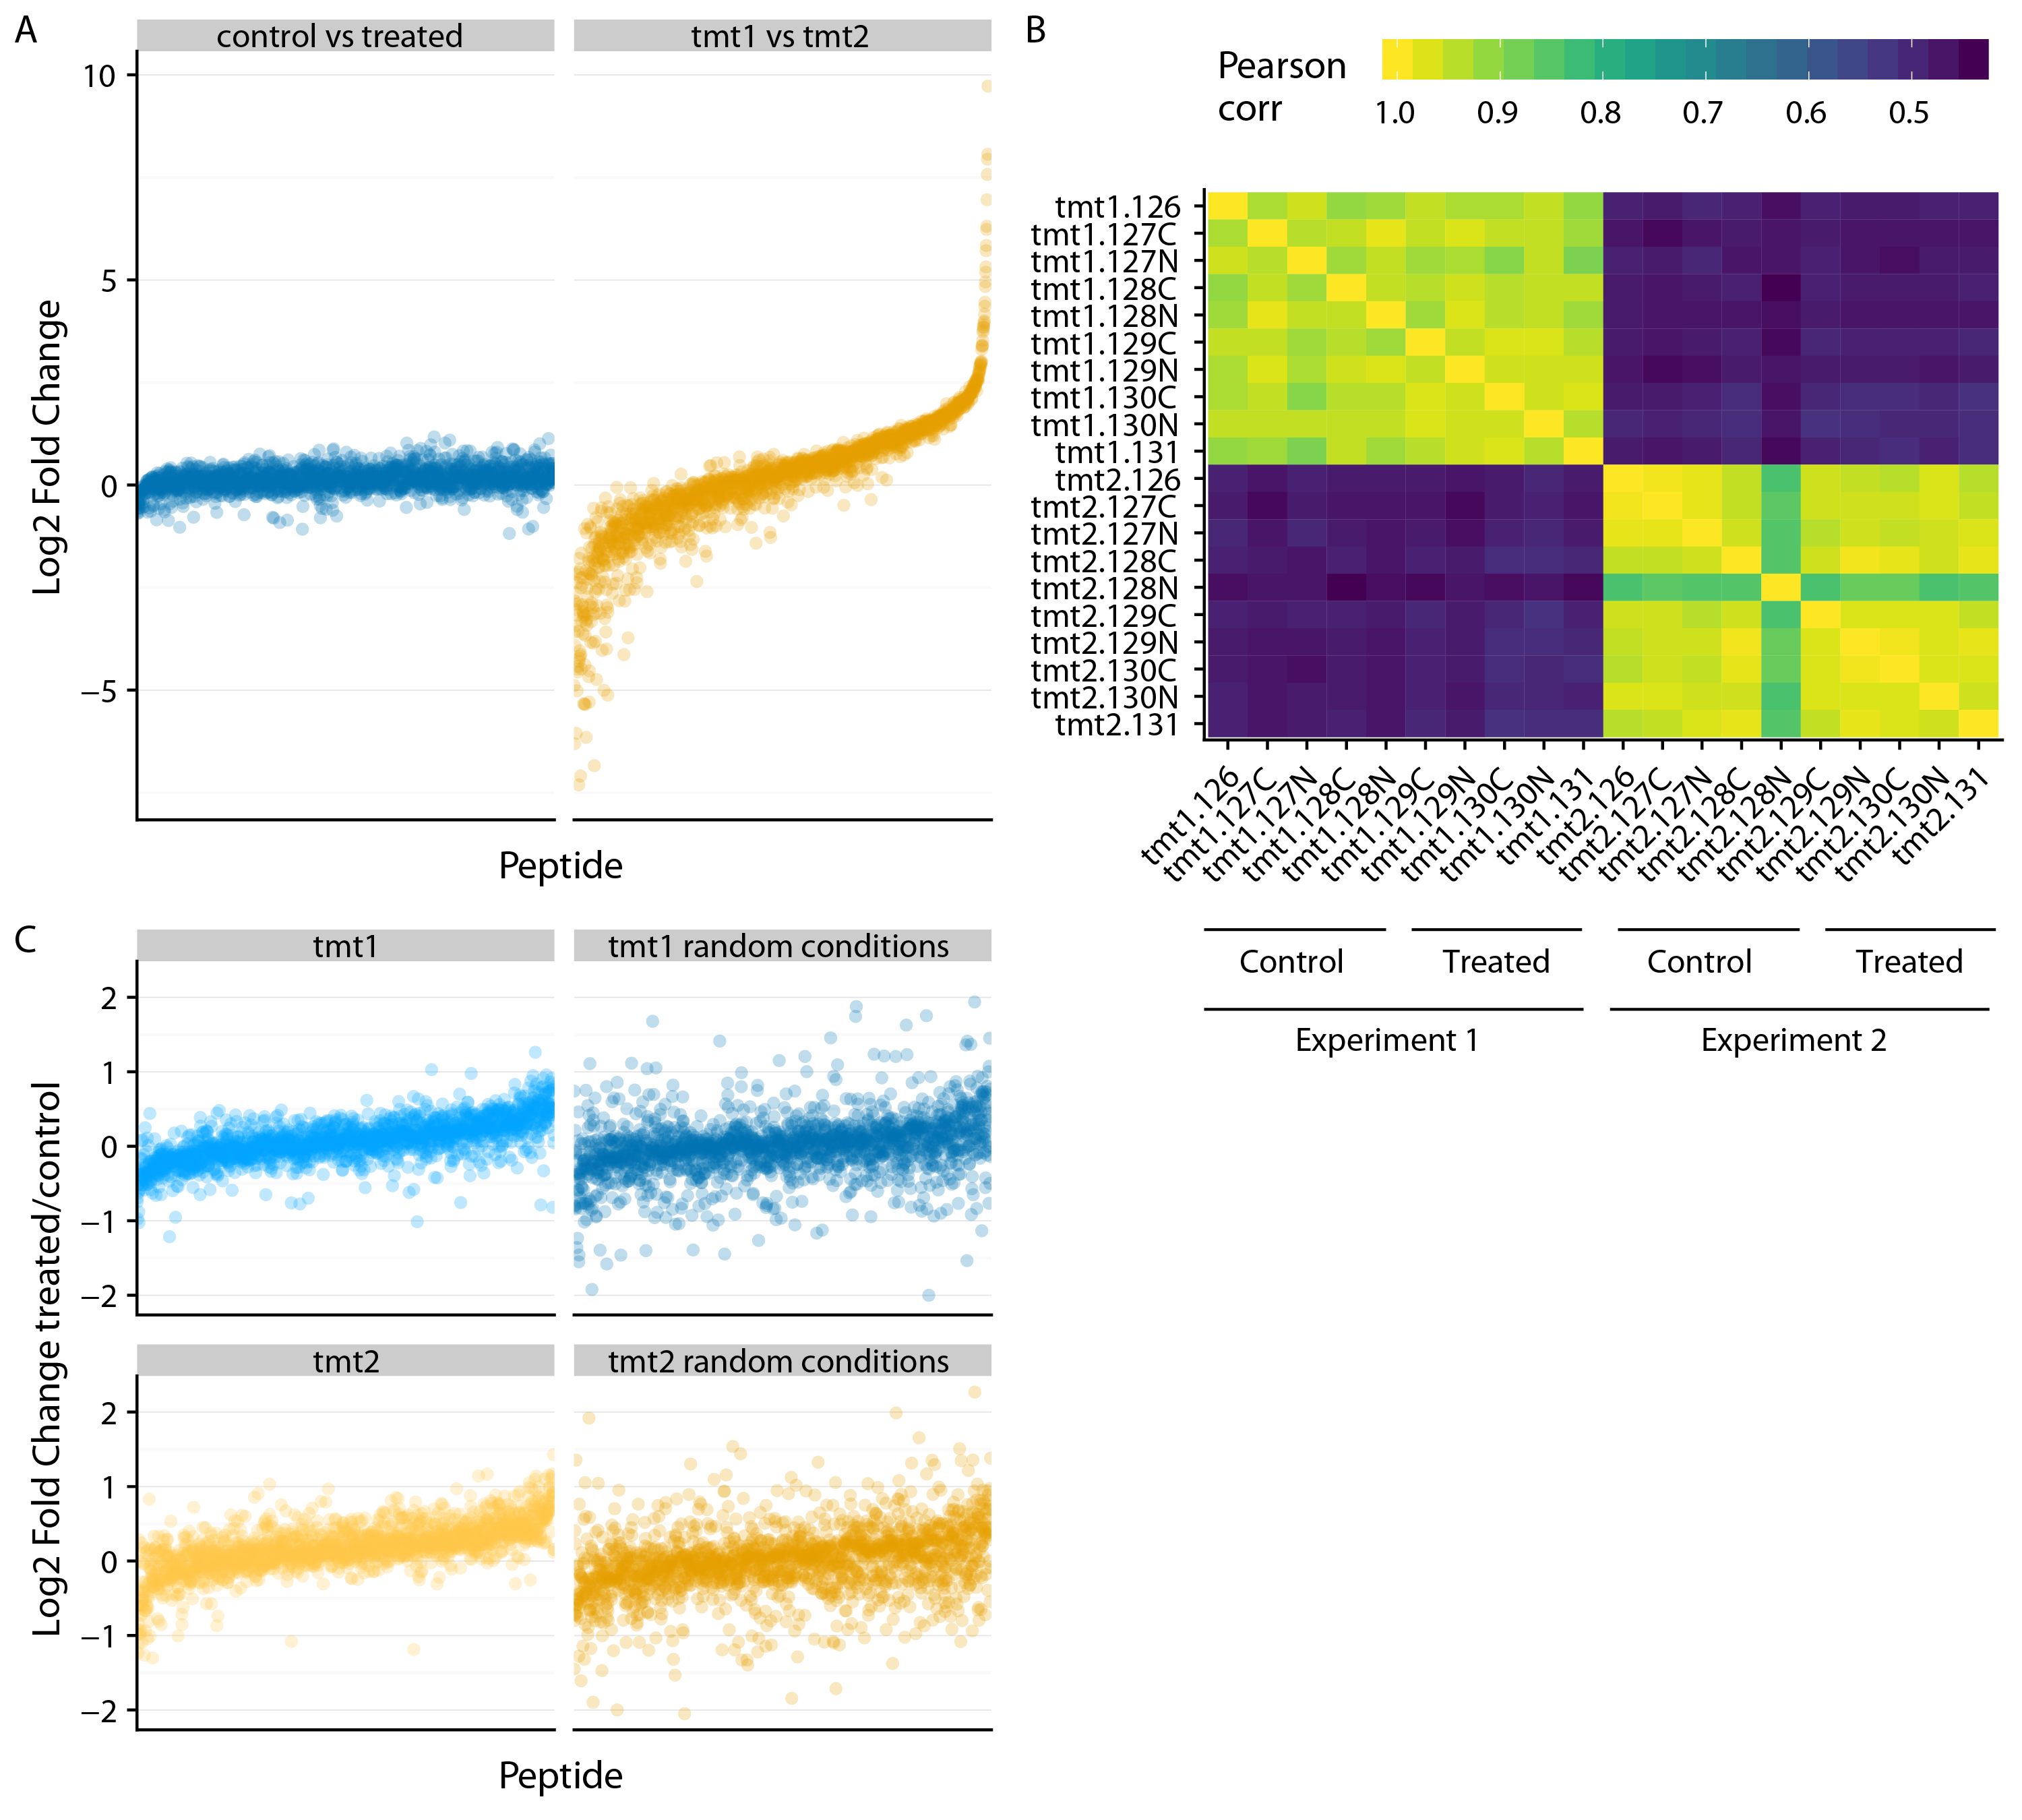 A
control vs treated
tmt1 vs tmt2
Log2 Fold Change
10
5
0
−5
Peptide
B
Pearson
corr
1.0
0.9
0.8
0.7
0.6
0.5
tmt1.126
tmt1.127C
tmt1.127N
tmt1.128C
tmt1.128N
tmt1.129C
tmt1.129N
tmt1.130C
tmt1.130N
tmt1.131
tmt2.126
tmt2.127C
tmt2.127N
tmt2.128C
tmt2.128N
tmt2.129C
tmt2.129N
tmt2.130C
tmt2.130N
tmt2.131
tmt1.126
tmt1.127C
tmt1.127N
tmt1.128C
tmt1.128N
tmt1.129C
tmt1.129N
tmt1.130C
tmt1.130N
tmt1.131
tmt2.126
tmt2.127C
tmt2.127N
tmt2.128C
tmt2.128N
tmt2.129C
tmt2.129N
tmt2.130C
tmt2.130N
tmt2.131
Control
Treated
Control
Treated
Experiment 1
Experiment 2
C
Log2 Fold Change treated/control
tmt1
tmt1 random conditions
2
1
0
−1
−2
tmt2
tmt2 random conditions
2
1
0
−1
−2
Peptide